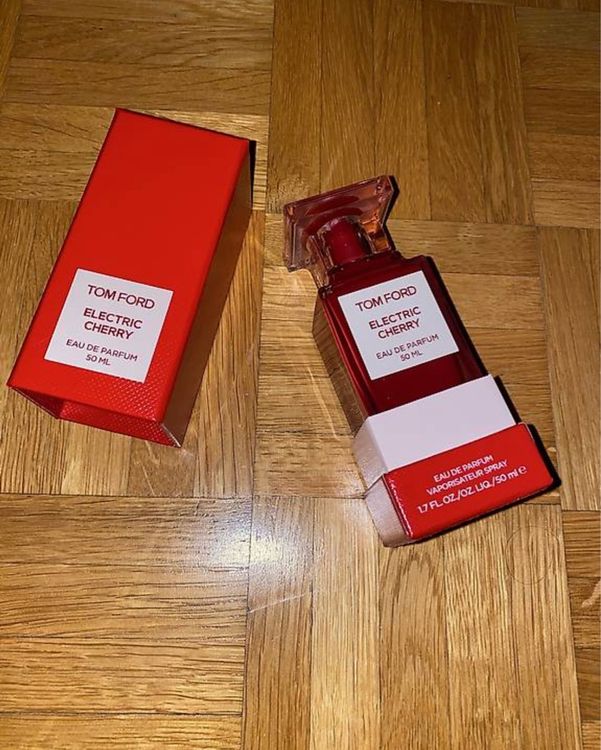 TOM FORD
ELECTRIC
CHERRY
EAU DE PARFUM
50 ML
TOM FORD
ELECTRIC
CHERRY
EAU DE PARFUM
50 ML
EAU DE PARFUM
VAPORISATEUR SPRAY
1.7 FL.OZ./OZ.LIQ./50 ml e